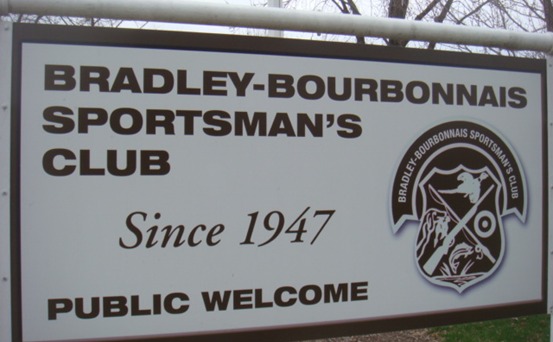 BRADLEY-BOURBONNAIS
SPORTSMAN'S
CLUB
Since 1947
PUBLIC WELCOME
BRADLEY-BOURBONNAIS SPORTSMAN'S CLUB